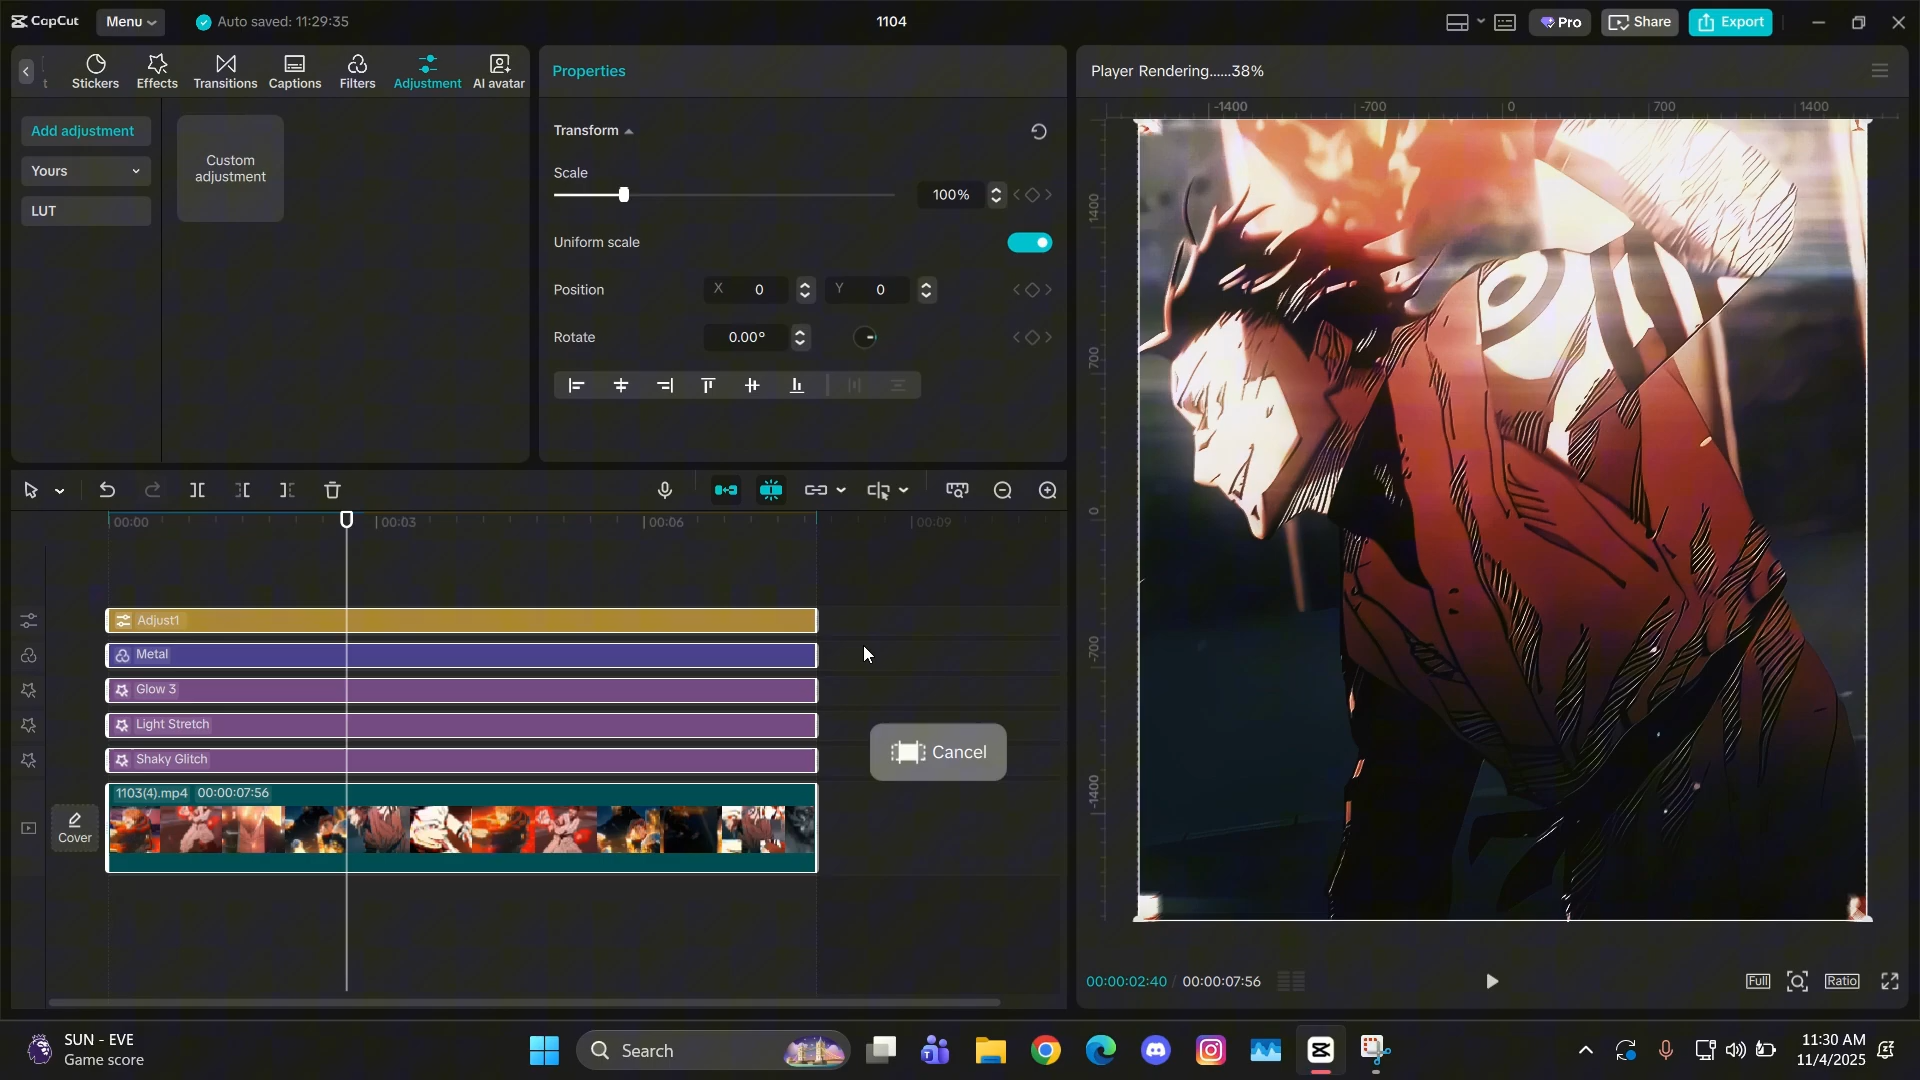 CapCut
Menu
Auto saved: 11:29:35
1104
Pro
Share
Export
t
Stickers
Effects
Transitions
Captions
Filters
Adjustment
AI avatar
Add adjustment
Yours
LUT
Custom
adjustment
Properties
Transform
Scale
100%
Uniform scale
Position
X 0
Y 0
Rotate
0.00°
Player Rendering......38%
-1400
-700
0
700
1400
1400
700
0
-700
-1400
00:00
00:03
00:06
00:09
Adjust1
Metal
Glow 3
Light Stretch
Shaky Glitch
1103(4).mp4 00:00:07:56
Cover
Cancel
00:00:02:40 / 00:00:07:56
Full
Ratio
SUN - EVE
Game score
Search
11:30 AM
11/4/2025